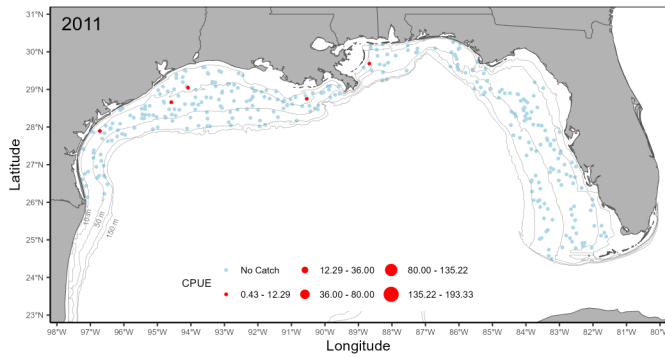 2011
31°N
30°N
29°N
28°N
27°N
26°N
25°N
24°N
23°N
Latitude
10 m
50 m
150 m
CPUE
No Catch
12.29 - 36.00
80.00 - 135.22
0.43 - 12.29
36.00 - 80.00
135.22 - 193.33
98°W 97°W 96°W 95°W 94°W 93°W 92°W 91°W 90°W 89°W 88°W 87°W 86°W 85°W 84°W 83°W 82°W 81°W 80°W
Longitude